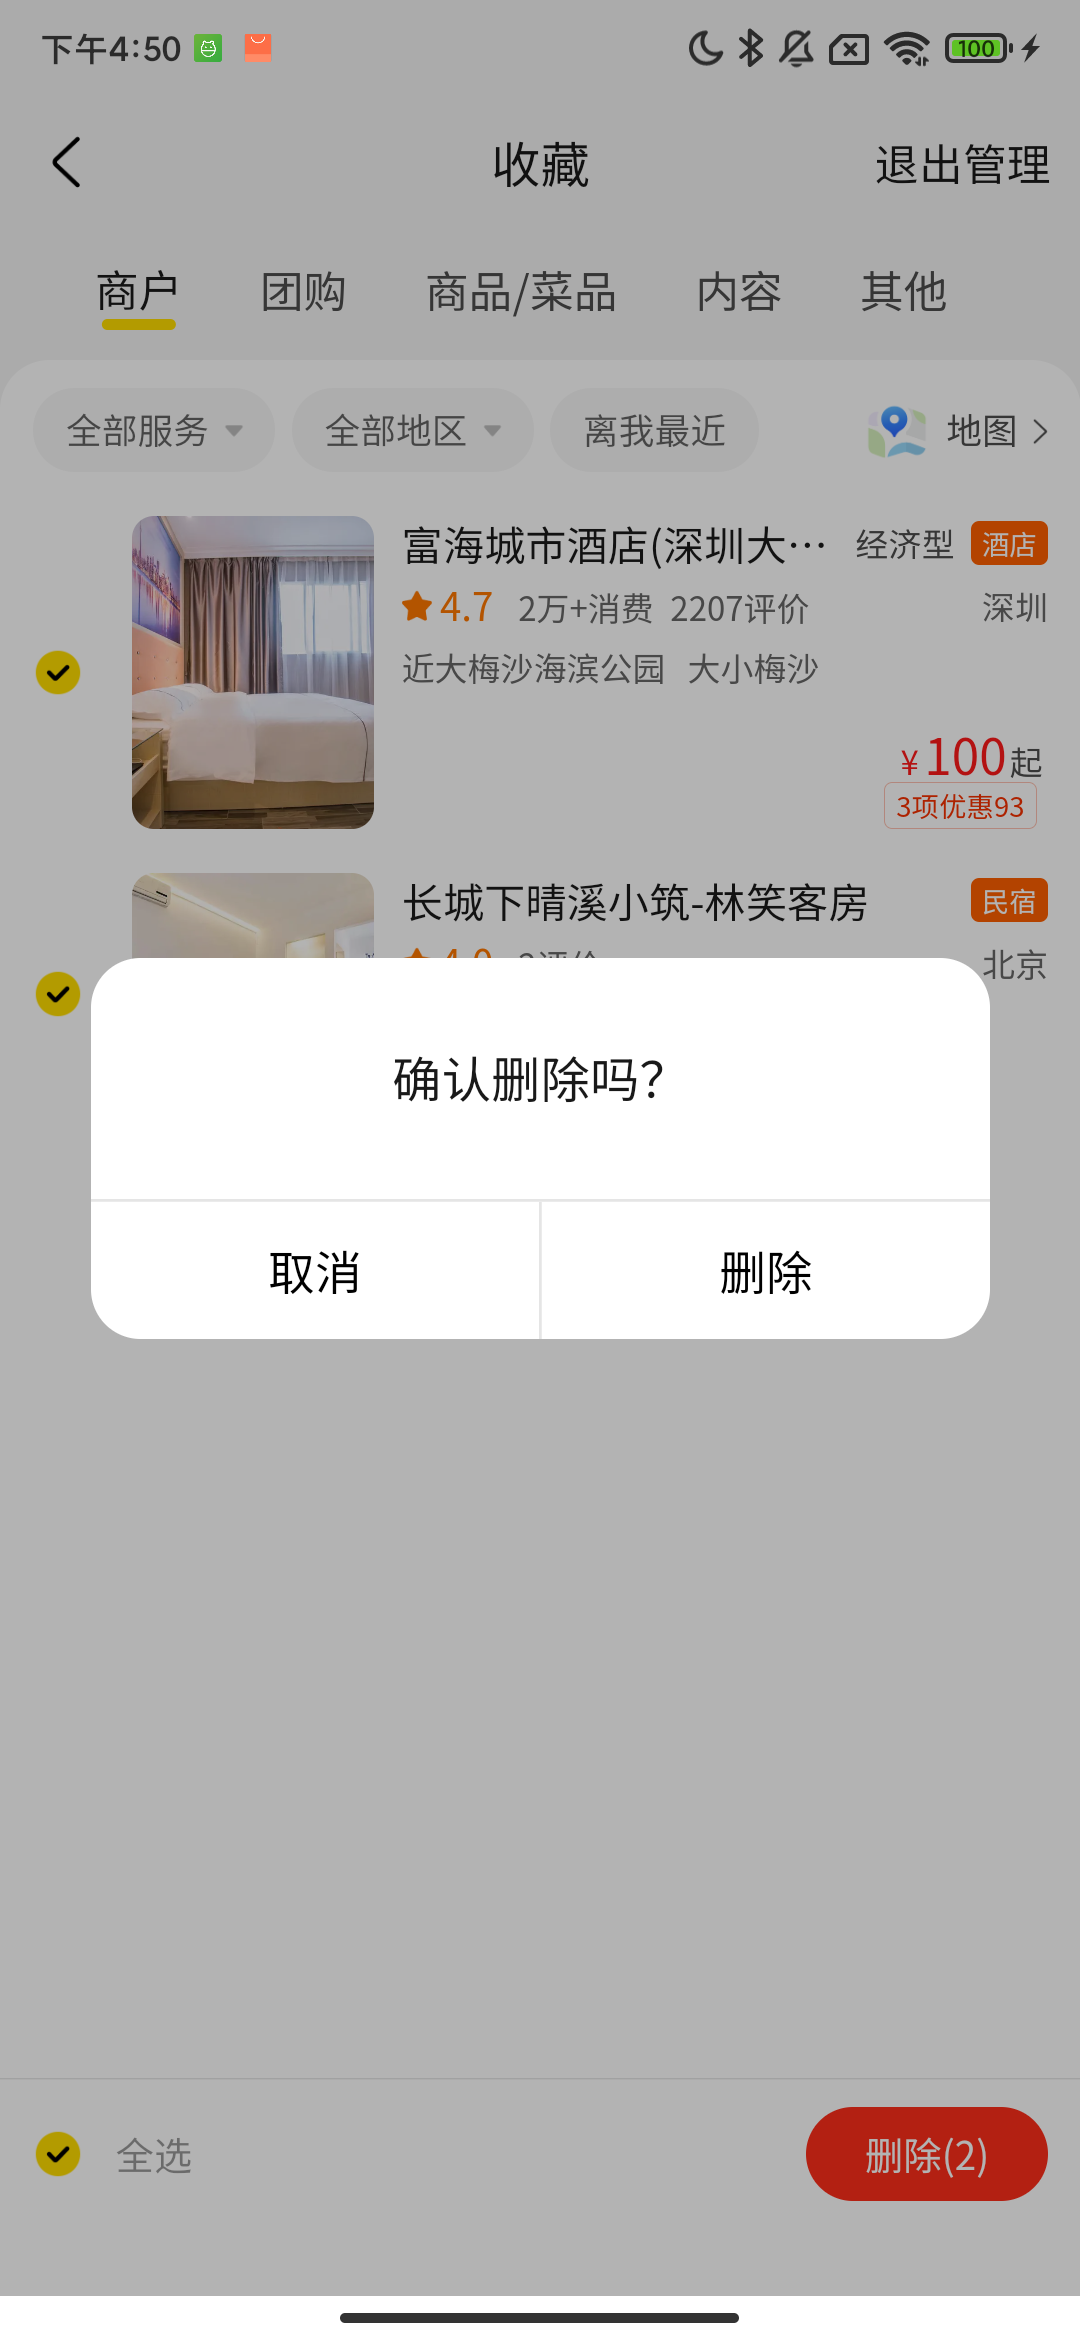 下午4:50
100
收藏
退出管理
商户 团购 商品/菜品 内容 其他
全部服务 全部地区 离我最近 地图
富海城市酒店(深圳大… 经济型 酒店
4.7 2万+消费 2207评价 深圳
近大梅沙海滨公园 大小梅沙
¥100起
3项优惠93
长城下晴溪小筑-林笑客房 民宿
北京
确认删除吗?
取消 删除
全选 删除(2)